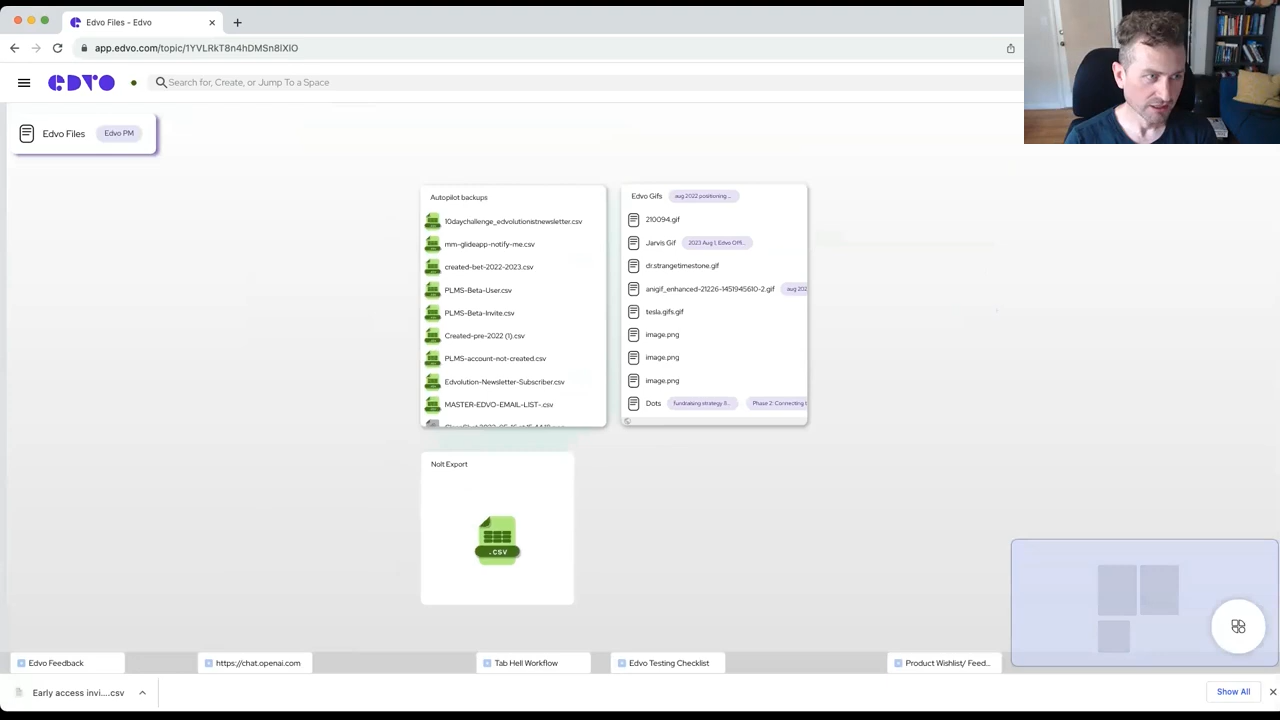 Edvo Files - Edvo
app.edvo.com/topic/1YVLRkT8n4hDMSn8lXIO
EDVO
Search for, Create, or Jump To a Space
Edvo Files Edvo PM
Autopilot backups
10daychallenge_edvolutionistnewsletter.csv
mm-glideapp-notify-me.csv
created-bet-2022-2023.csv
PLMS-Beta-User.csv
PLMS-Beta-Invite.csv
Created-pre-2022 (1).csv
PLMS-account-not-created.csv
Edvolution-Newsletter-Subscriber.csv
MASTER-EDVO-EMAIL-LIST-.csv
Edvo Gifs aug 2022 positioning ...
210094.gif
Jarvis Gif 2023 Aug 1, Edvo Offi...
dr.strangetimestone.gif
anigif_enhanced-21226-1451945610-2.gif aug 202
tesla.gifs.gif
image.png
image.png
image.png
Dots fundraising strategy 8... Phase 2: Connecting t
Nolt Export
.CSV
Edvo Feedback
https://chat.openai.com
Tab Hell Workflow
Edvo Testing Checklist
Product Wishlist/ Feed...
Early access invi....csv
Show All